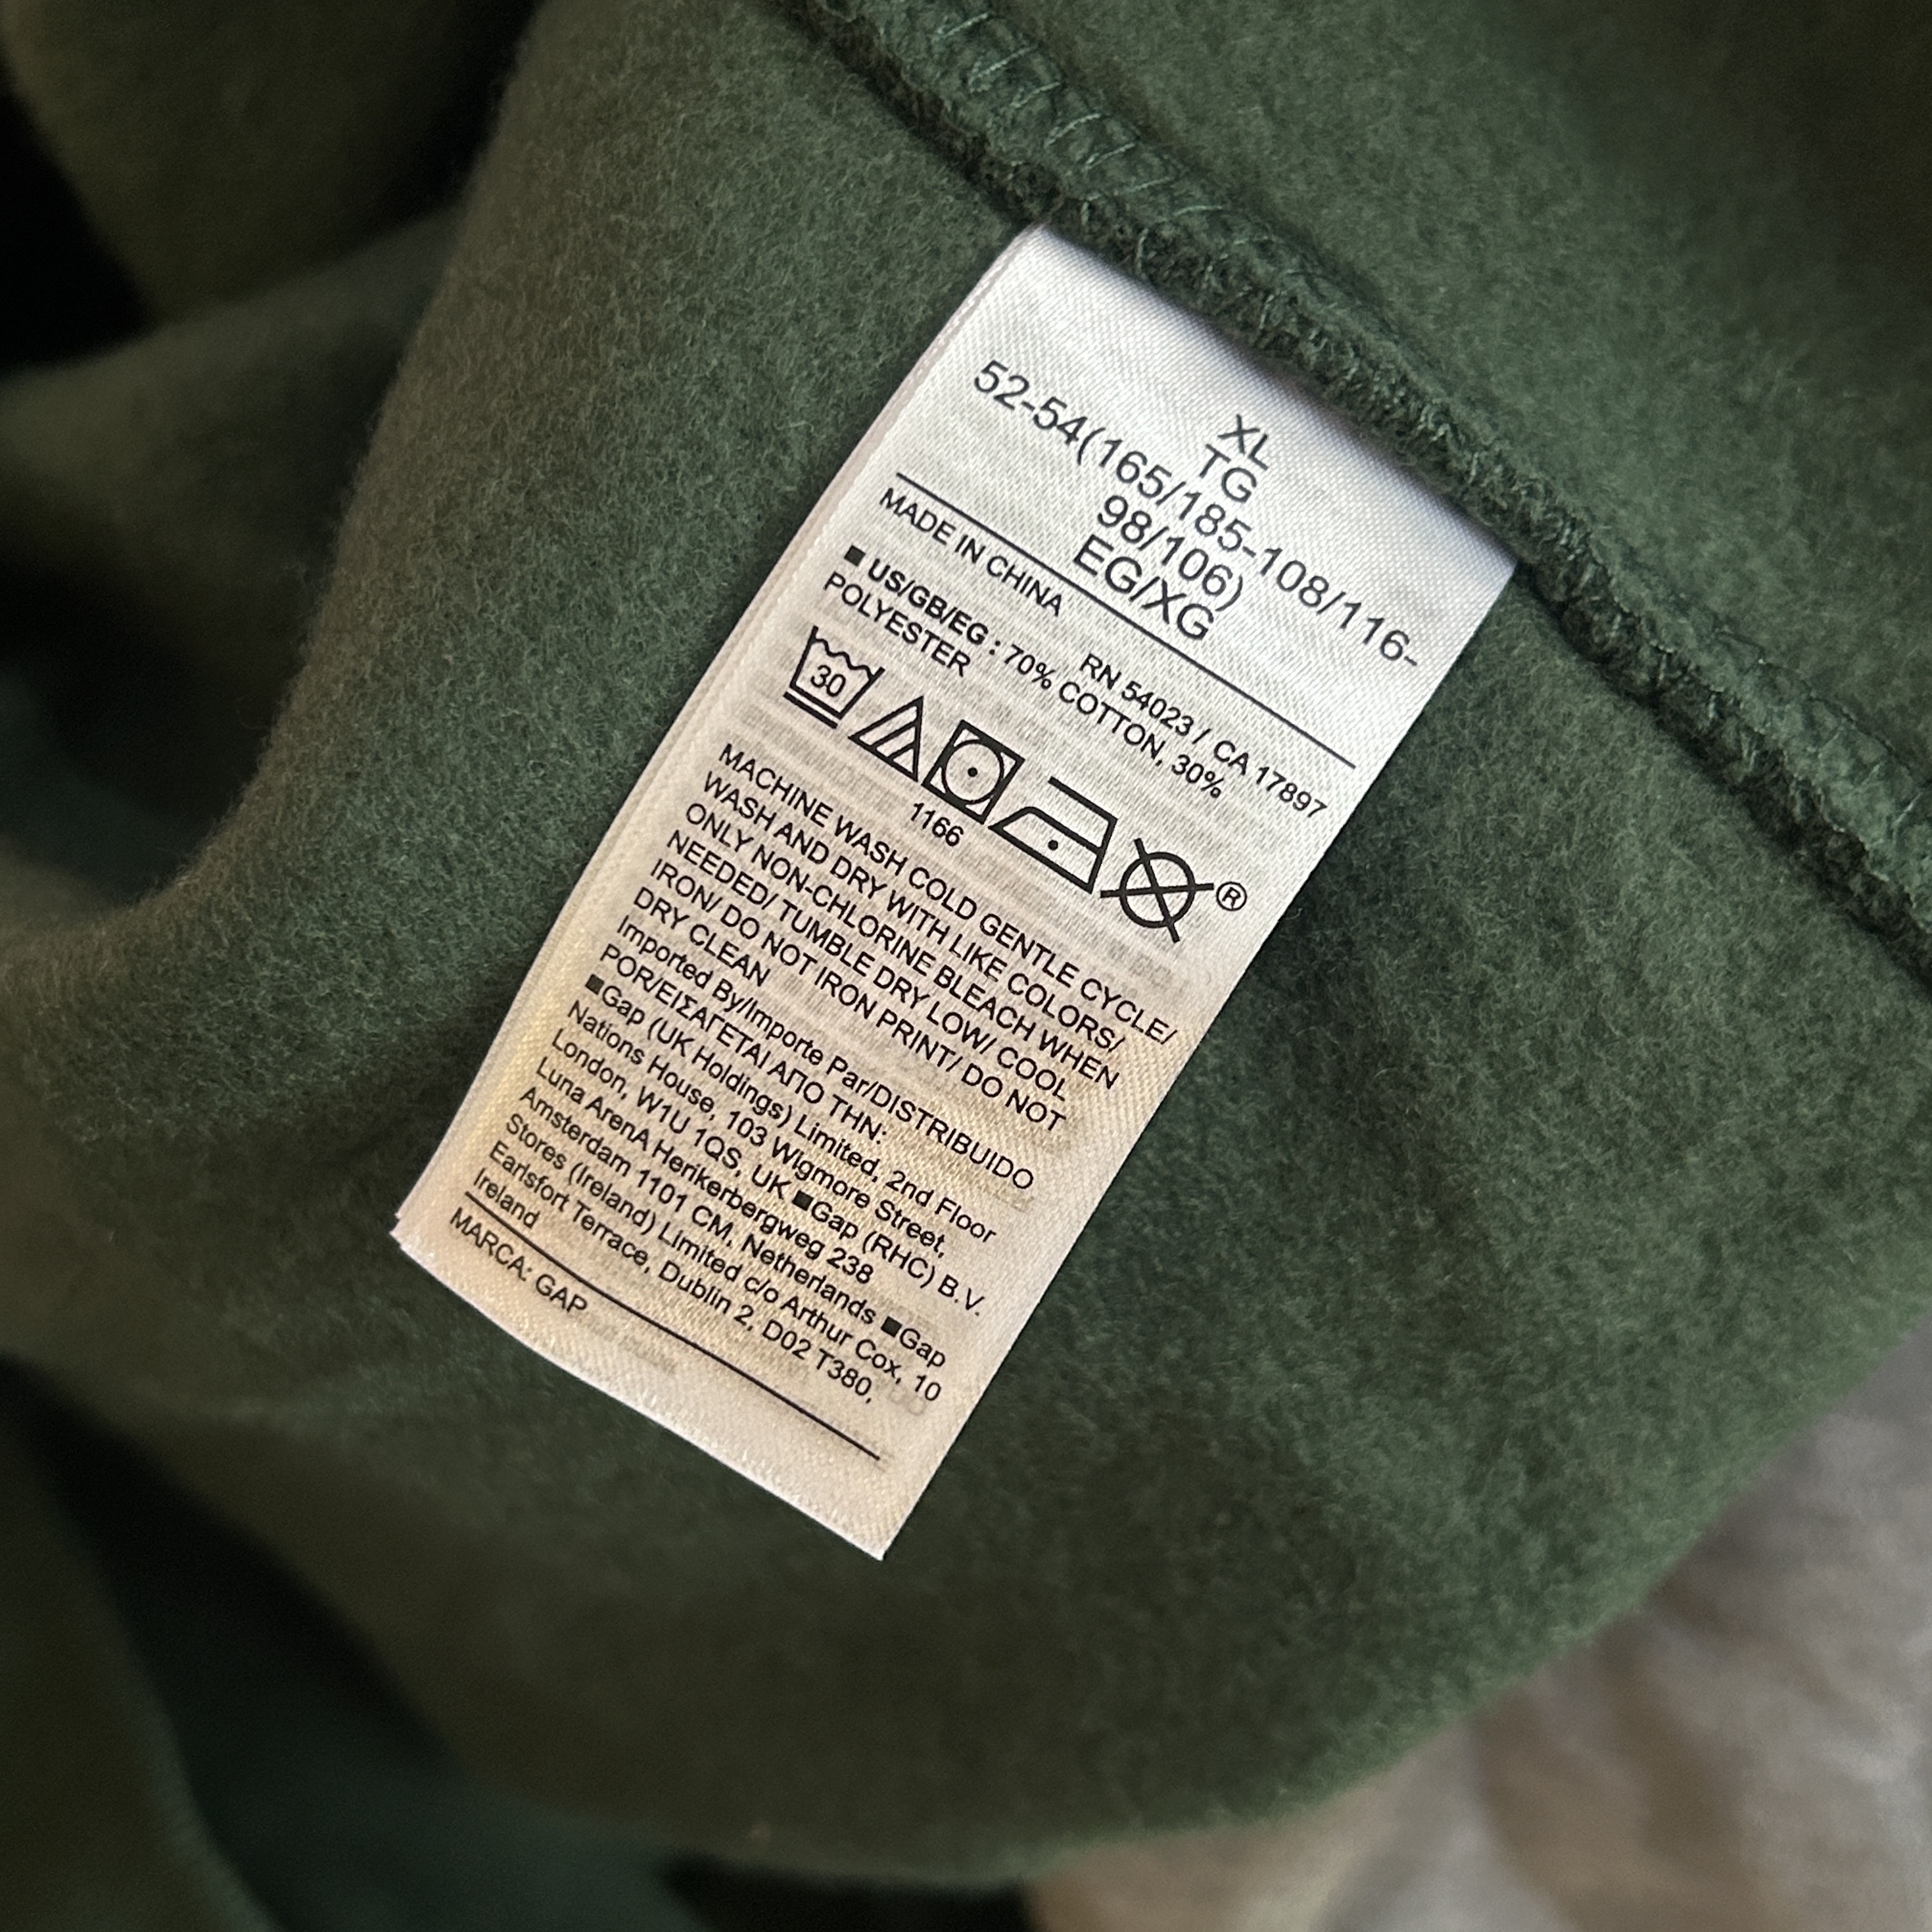 XL
TG
52-54(165/185-108/116-
98/106)
EG/XG
MADE IN CHINA
RN 54023 / CA 17897
■ US/GB/EG : 70% COTTON, 30%
POLYESTER
30
®
1166
MACHINE WASH COLD GENTLE CYCLE/
WASH AND DRY WITH LIKE COLORS/
ONLY NON-CHLORINE BLEACH WHEN
NEEDED/ TUMBLE DRY LOW/ COOL
IRON/ DO NOT IRON PRINT/ DO NOT
DRY CLEAN
Imported By/Importe Par/DISTRIBUIDO
POR/ΕΙΣΑΓΕΤΑΙ ΑΠΟ ΤΗΝ:
■Gap (UK Holdings) Limited, 2nd Floor
Nations House, 103 Wigmore Street,
London, W1U 1QS, UK ■Gap (RHC) B.V.
Luna ArenA Herikerbergweg 238
Amsterdam 1101 CM, Netherlands ■Gap
Stores (Ireland) Limited c/o Arthur Cox, 10
Earlsfort Terrace, Dublin 2, D02 T380,
Ireland
MARCA: GAP